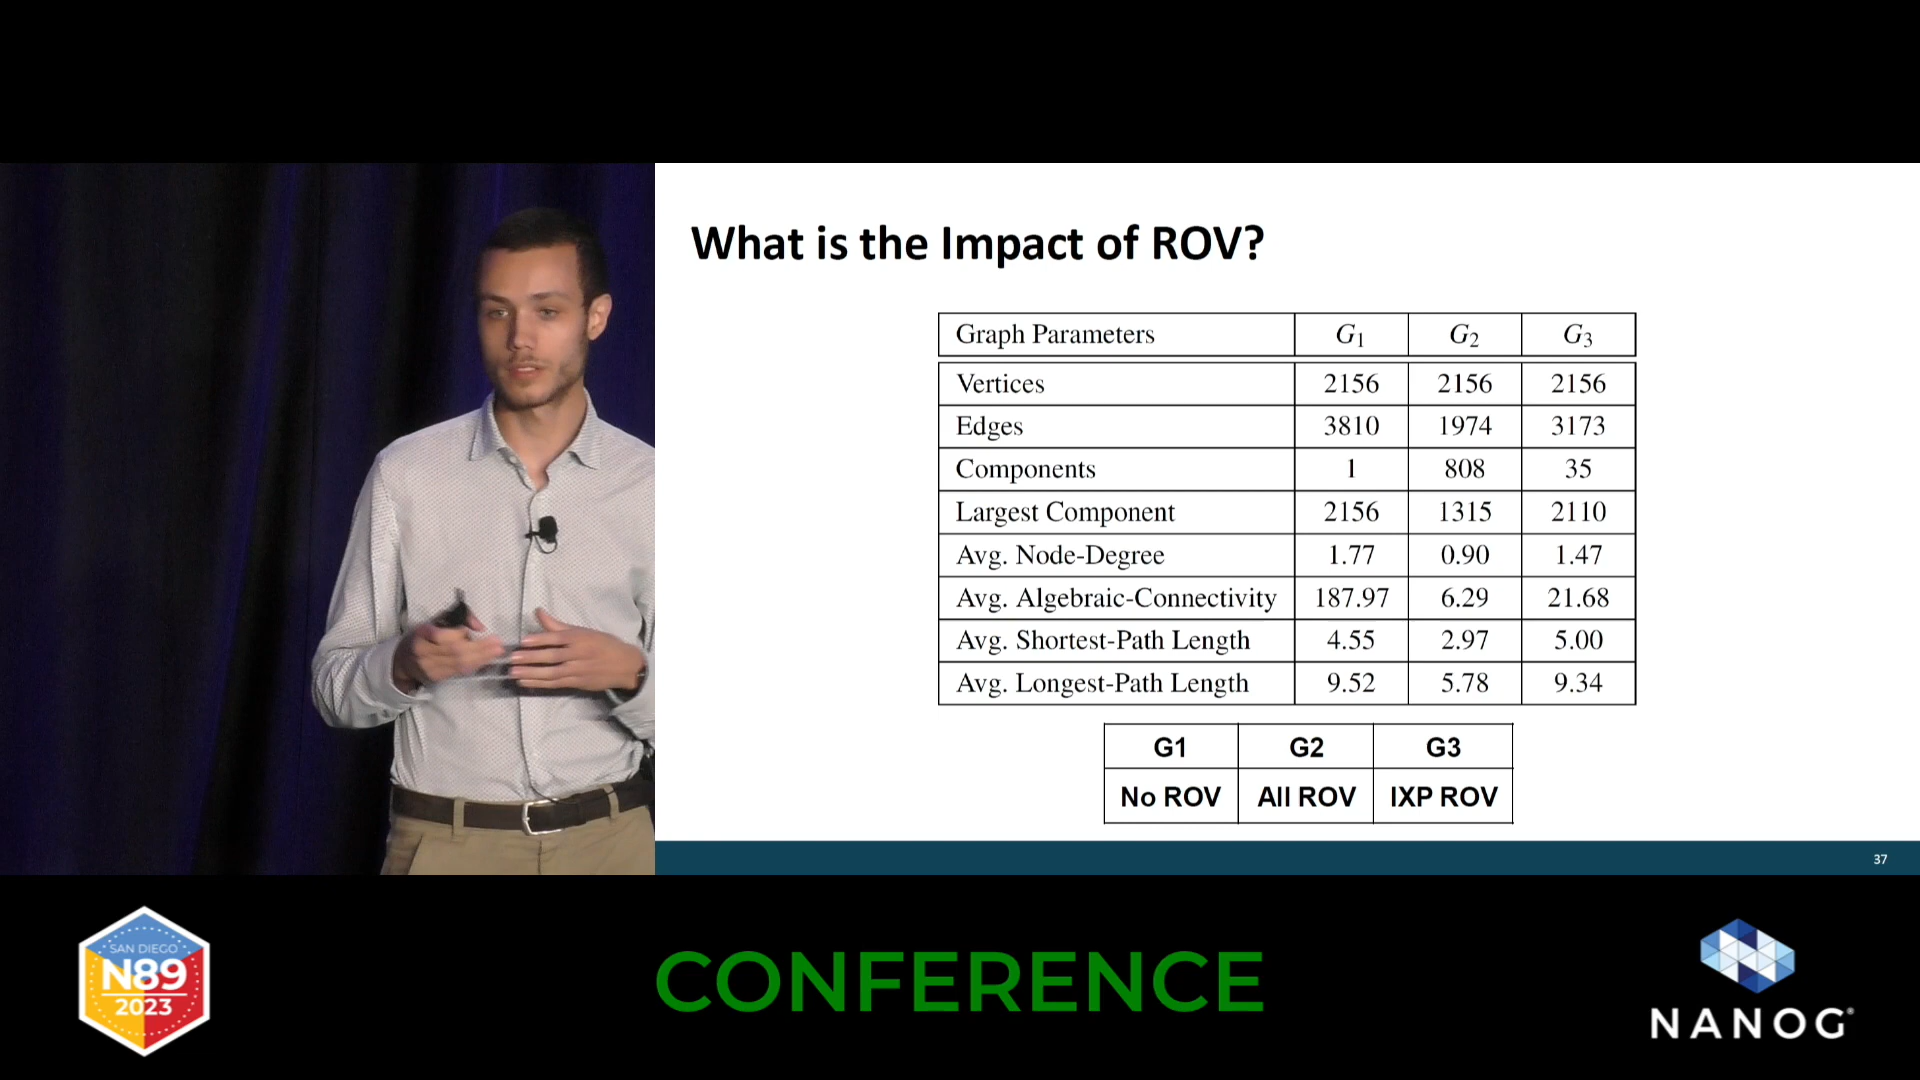 What is the Impact of ROV?
Graph Parameters G1 G2 G3
Vertices 2156 2156 2156
Edges 3810 1974 3173
Components 1 808 35
Largest Component 2156 1315 2110
Avg. Node-Degree 1.77 0.90 1.47
Avg. Algebraic-Connectivity 187.97 6.29 21.68
Avg. Shortest-Path Length 4.55 2.97 5.00
Avg. Longest-Path Length 9.52 5.78 9.34
G1 G2 G3
No ROV All ROV IXP ROV
37
SAN DIEGO
N89
2023
CONFERENCE
NANOG®